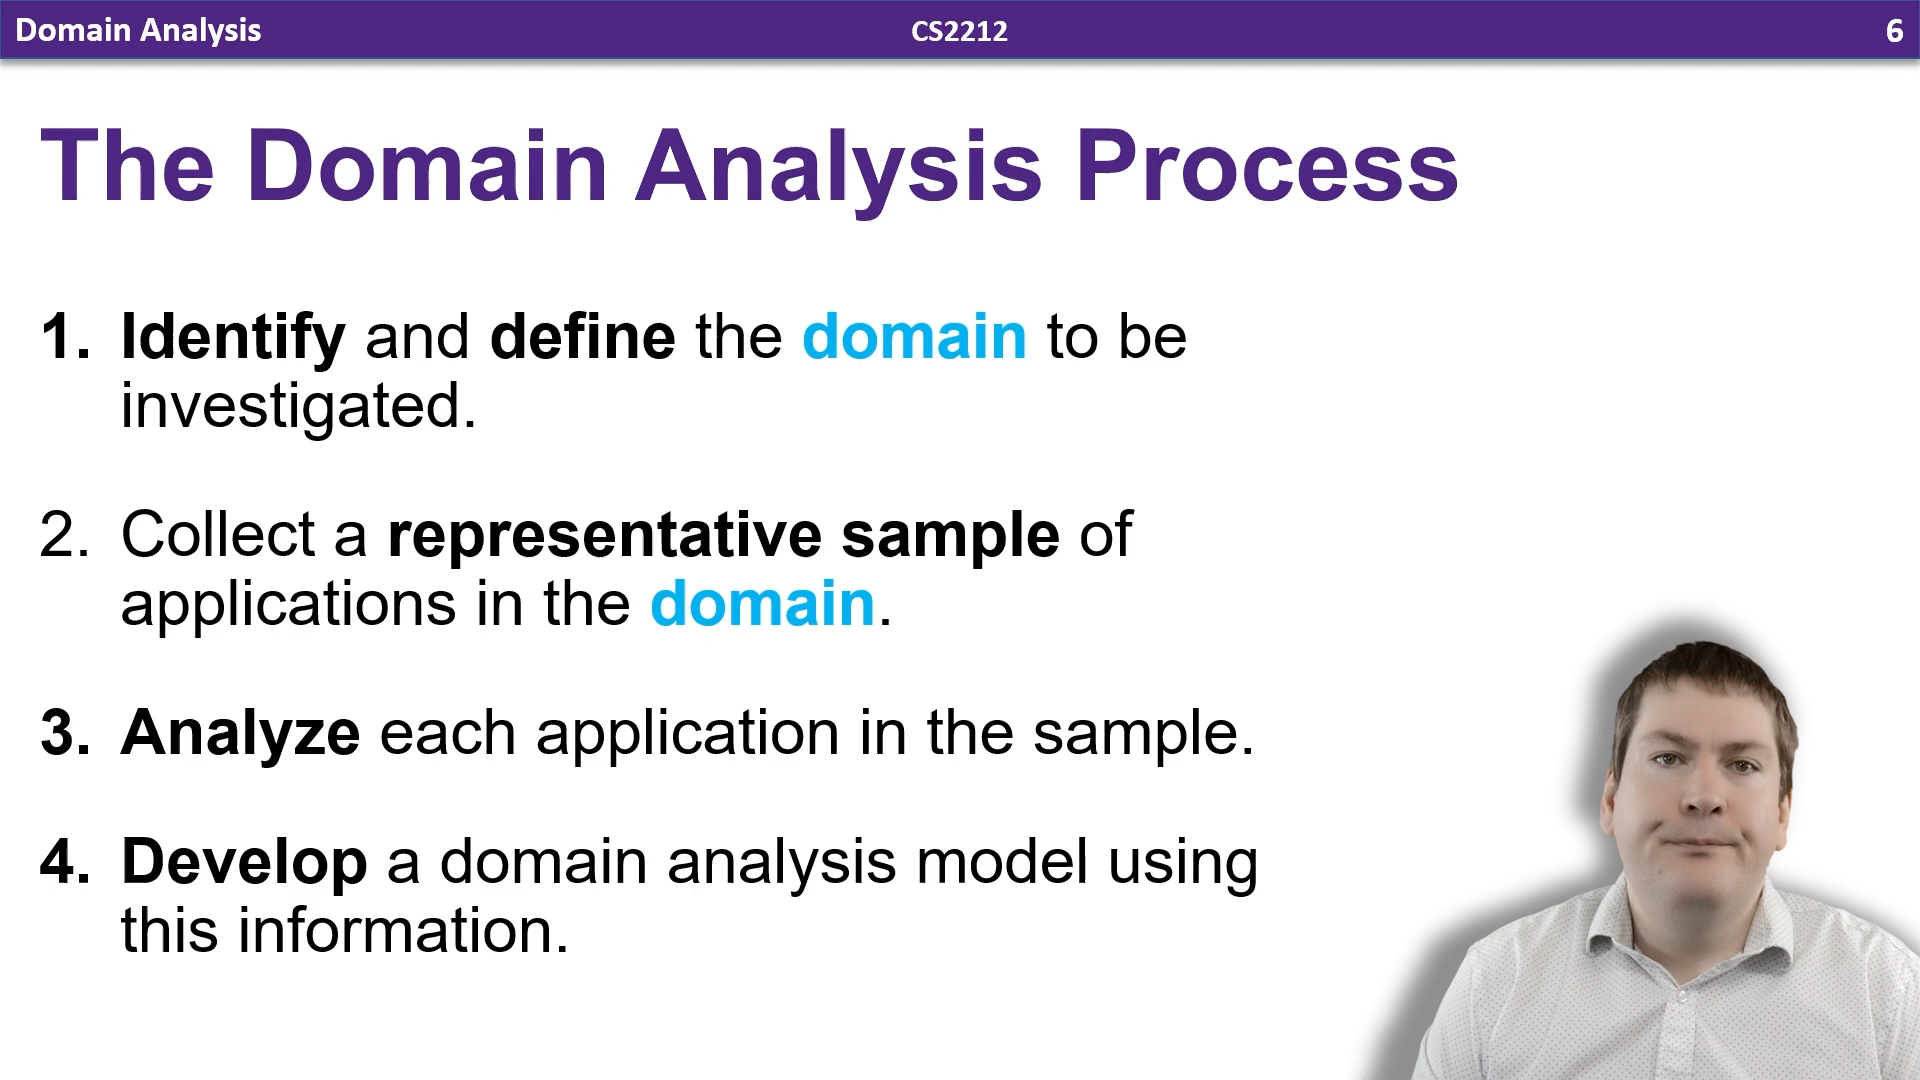 Domain Analysis CS2212 6
The Domain Analysis Process
1. Identify and define the domain to be
investigated.
2. Collect a representative sample of
applications in the domain.
3. Analyze each application in the sample.
4. Develop a domain analysis model using
this information.